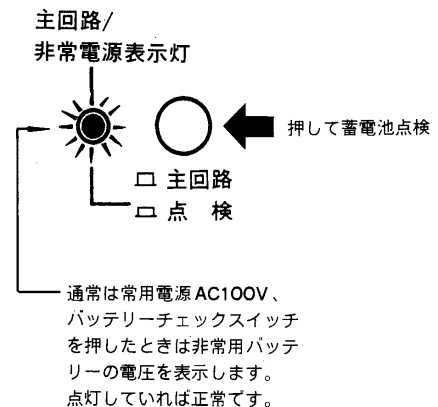 主回路/
非常電源表示灯
押して蓄電池点検
主回路
点 検
通常は常用電源AC100V、
バッテリーチェックスイッチ
を押したときは非常用バッテ
リーの電圧を表示します。
点灯していれば正常です。